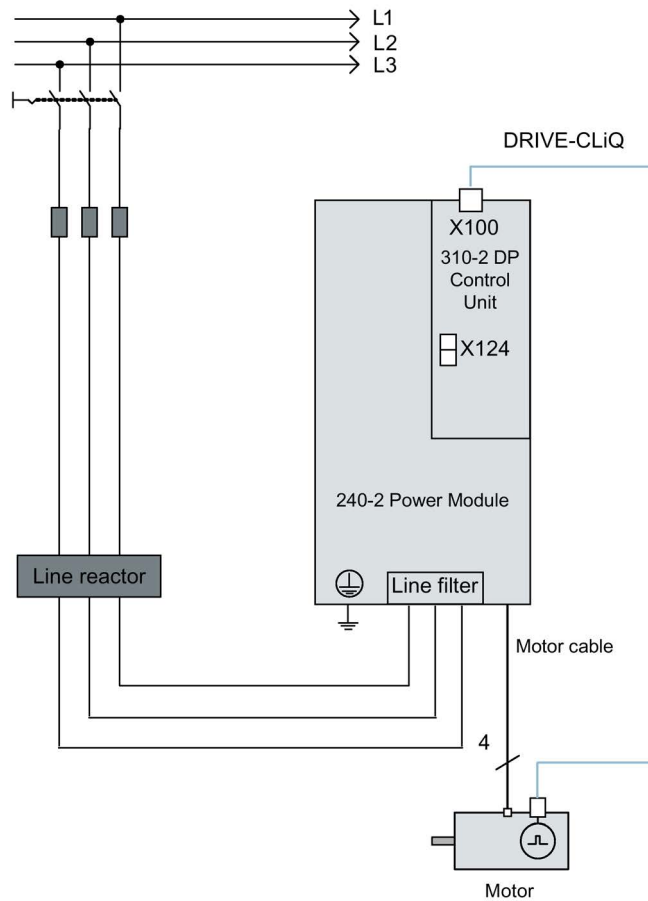 L1
L2
L3
DRIVE-CLiQ
X100
310-2 DP
Control
Unit
X124
240-2 Power Module
Line reactor
Line filter
Motor cable
4
Motor